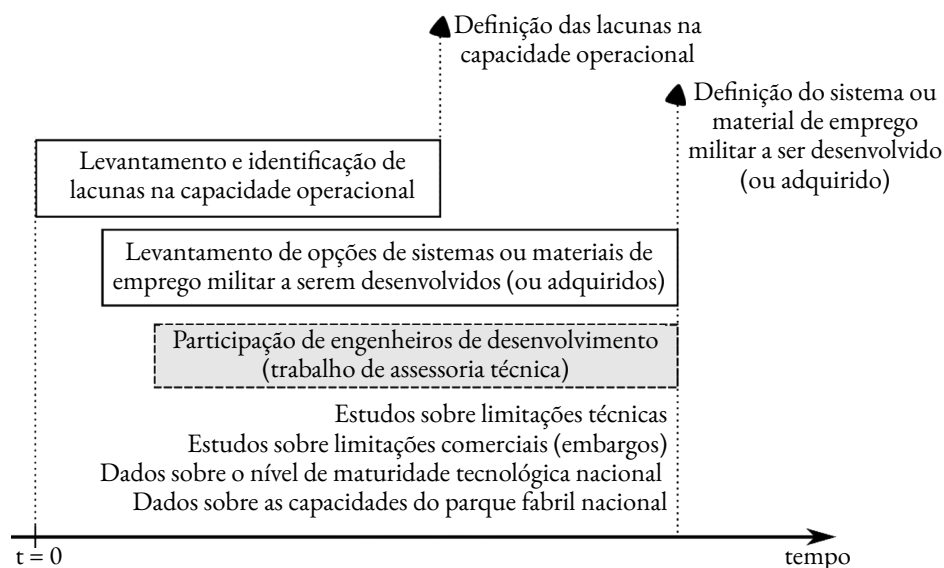 Definição das lacunas na
capacidade operacional
Definição do sistema ou
material de emprego
militar a ser desenvolvido
(ou adquirido)
Levantamento e identificação de
lacunas na capacidade operacional
Levantamento de opções de sistemas ou materiais de
emprego militar a serem desenvolvidos (ou adquiridos)
Participação de engenheiros de desenvolvimento
(trabalho de assessoria técnica)
Estudos sobre limitações técnicas
Estudos sobre limitações comerciais (embargos)
Dados sobre o nível de maturidade tecnológica nacional
Dados sobre as capacidades do parque fabril nacional
t = 0
tempo